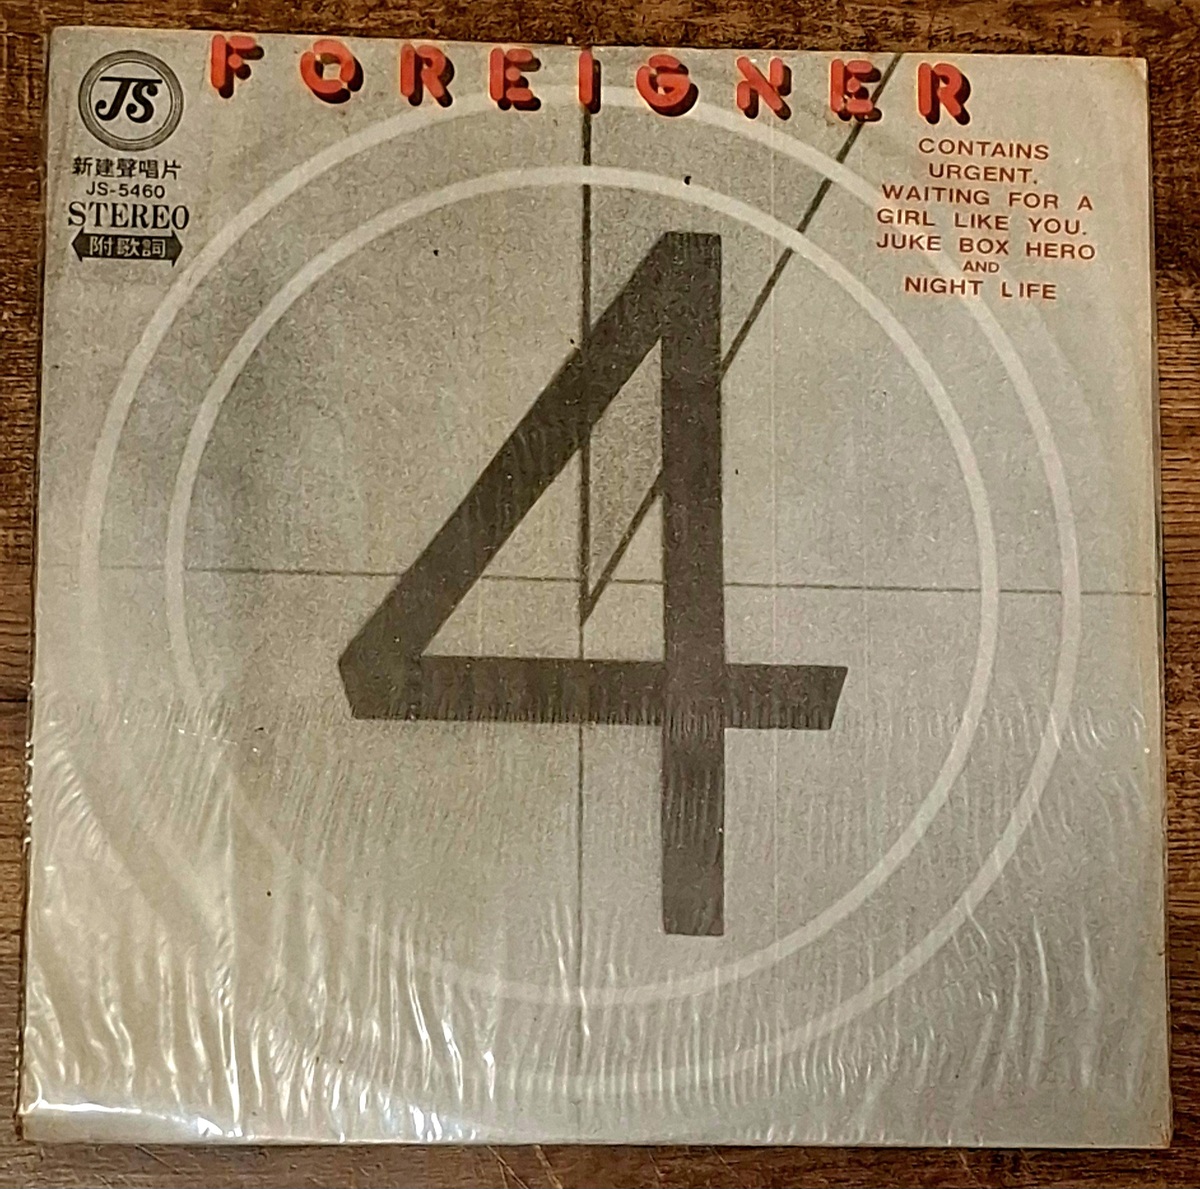 FOREIGNER
JS
新建聲唱片
JS-5460
STEREO
附歌詞
CONTAINS
URGENT.
WAITING FOR A
GIRL LIKE YOU.
JUKE BOX HERO
AND
NIGHT LIFE
4